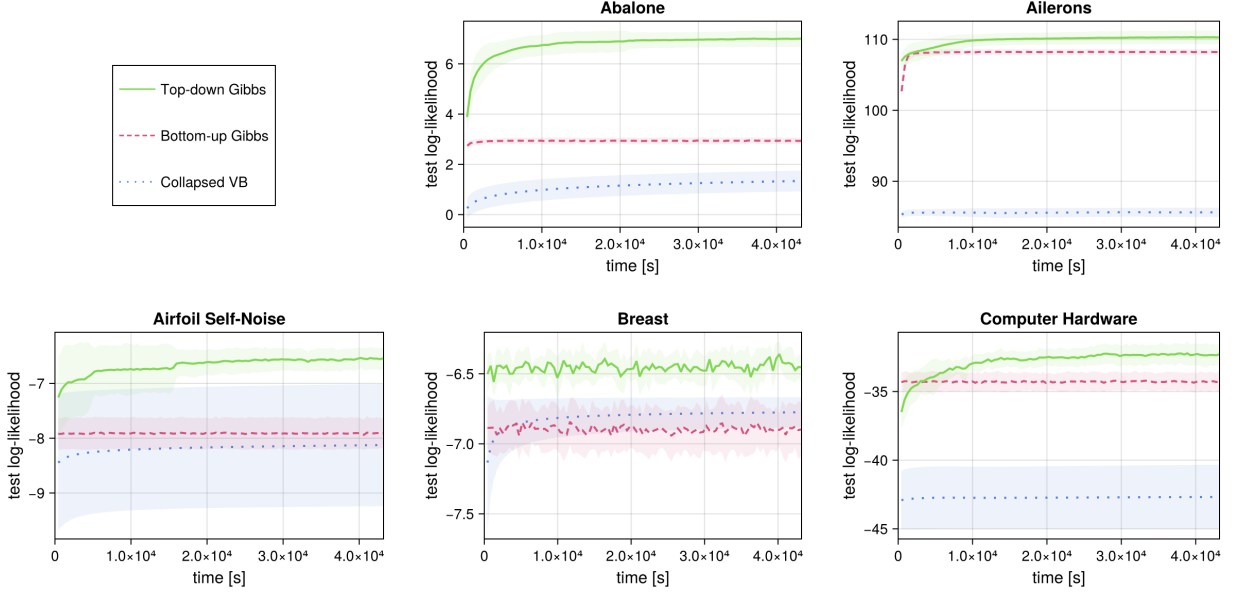 Top-down Gibbs
Bottom-up Gibbs
Collapsed VB
Abalone
test log-likelihood
6
4
2
0
0
1.0×10⁴
2.0×10⁴
3.0×10⁴
4.0×10⁴
time [s]
Ailerons
test log-likelihood
110
100
90
0
1.0×10⁴
2.0×10⁴
3.0×10⁴
4.0×10⁴
time [s]
Airfoil Self-Noise
test log-likelihood
−7
−8
−9
0
1.0×10⁴
2.0×10⁴
3.0×10⁴
4.0×10⁴
time [s]
Breast
test log-likelihood
−6.5
−7.0
−7.5
0
1.0×10⁴
2.0×10⁴
3.0×10⁴
4.0×10⁴
time [s]
Computer Hardware
test log-likelihood
−35
−40
−45
0
1.0×10⁴
2.0×10⁴
3.0×10⁴
4.0×10⁴
time [s]